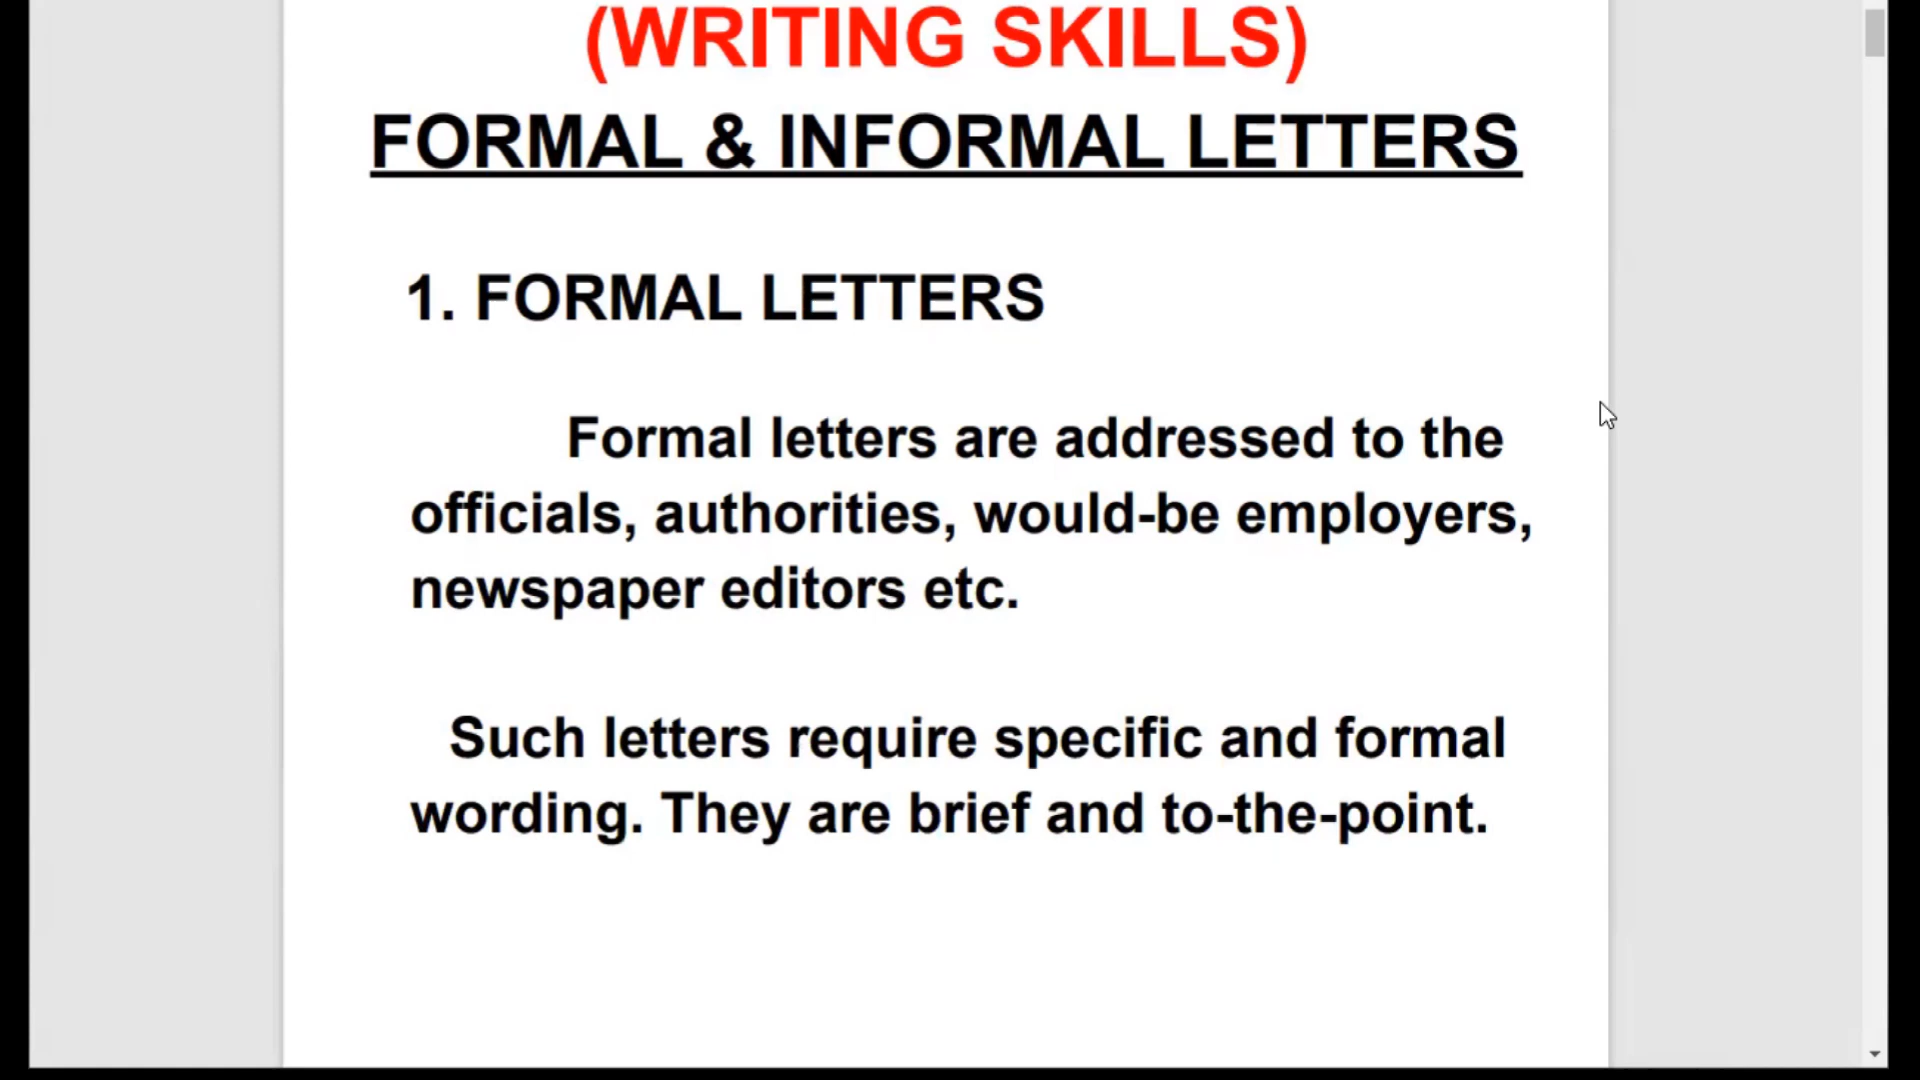 (WRITING SKILLS)
FORMAL & INFORMAL LETTERS
1. FORMAL LETTERS
Formal letters are addressed to the
officials, authorities, would-be employers,
newspaper editors etc.
Such letters require specific and formal
wording. They are brief and to-the-point.